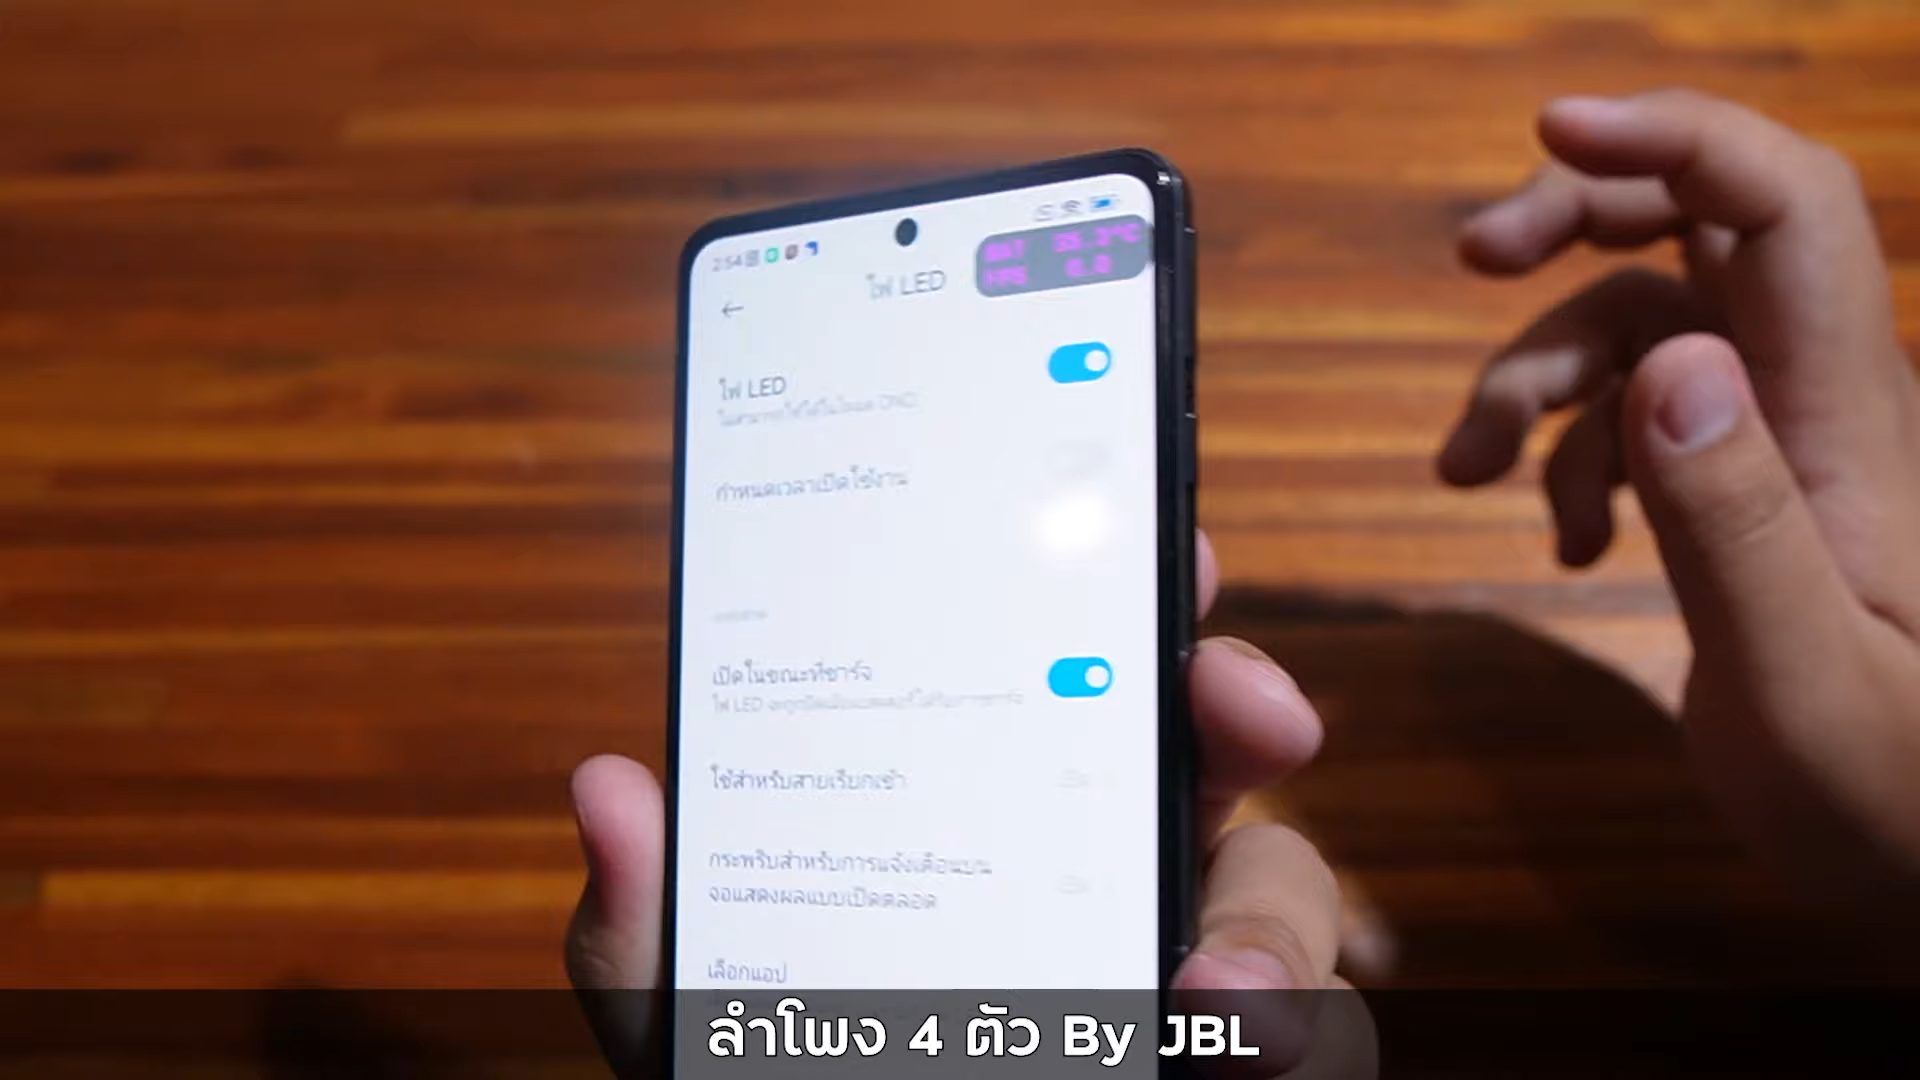 2:54
ไฟ LED
ไฟ LED
กำหนดเวลาเปิดใช้งาน
เปิดในขณะที่ชาร์จ
ใช้สำหรับสายเรียกเข้า
กระพริบสำหรับการแจ้งเตือนบน
จอแสดงผลแบบเปิดตลอด
เลือกแอป
ลำโพง 4 ตัว By JBL